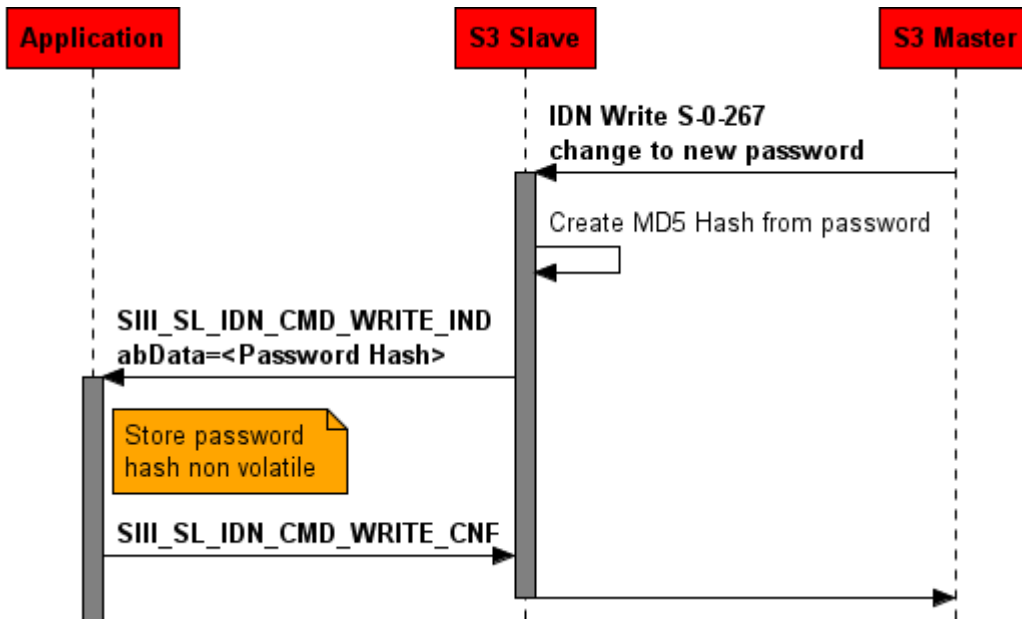 Application
S3 Slave
S3 Master
IDN Write S-0-267
change to new password
Create MD5 Hash from password
SIII_SL_IDN_CMD_WRITE_IND
abData=<Password Hash>
Store password
hash non volatile
SIII_SL_IDN_CMD_WRITE_CNF